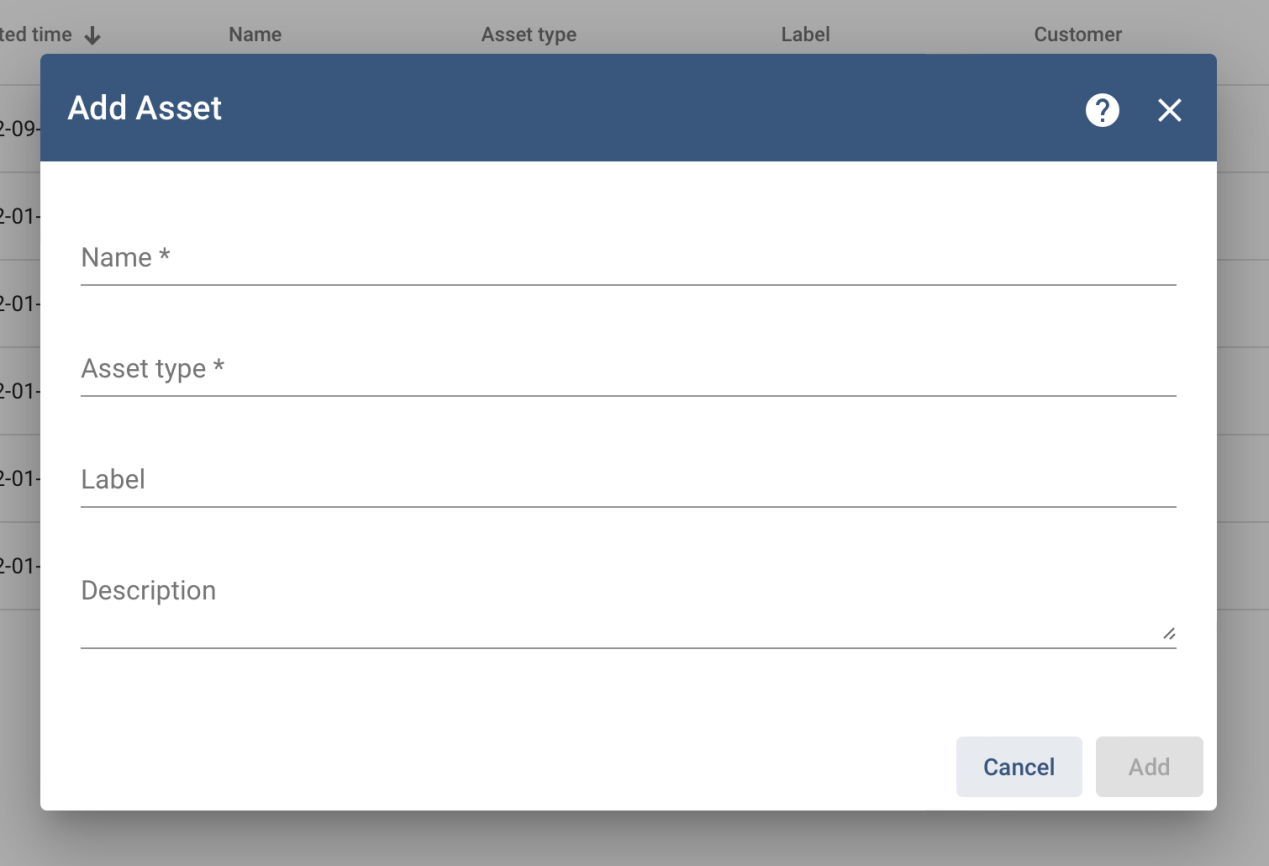 ted time Name Asset type Label Customer
Add Asset ?
2-09-
2-01-
Name *
2-01-
Asset type *
2-01-
Label
2-01-
2-01-
Description
Cancel Add